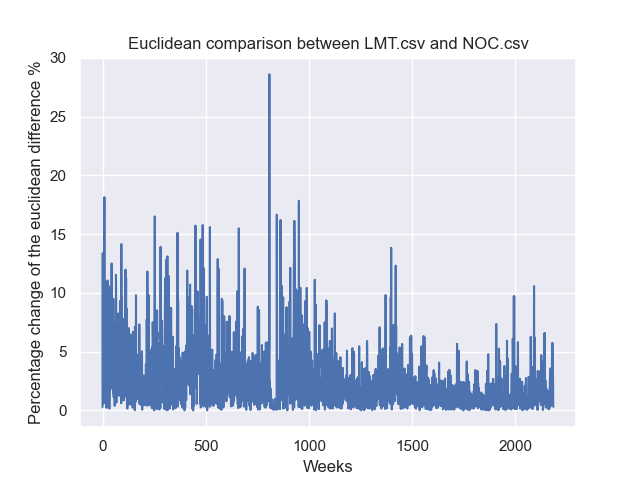 Euclidean comparison between LMT.csv and NOC.csv
Percentage change of the euclidean difference %
30
25
20
15
10
5
0
0 500 1000 1500 2000
Weeks